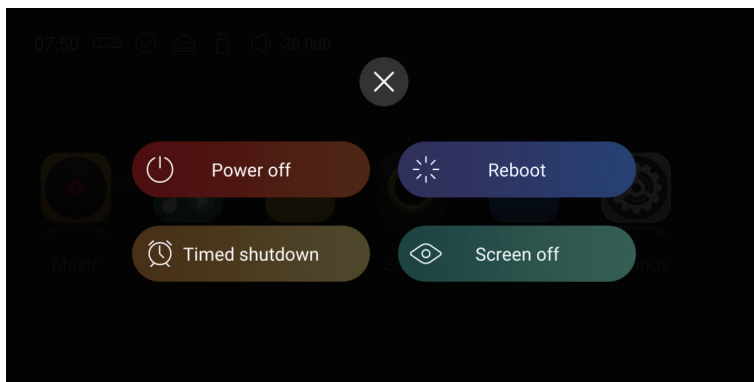 07:50 -28.0dB
Power off
Reboot
Timed shutdown
Screen off
Music